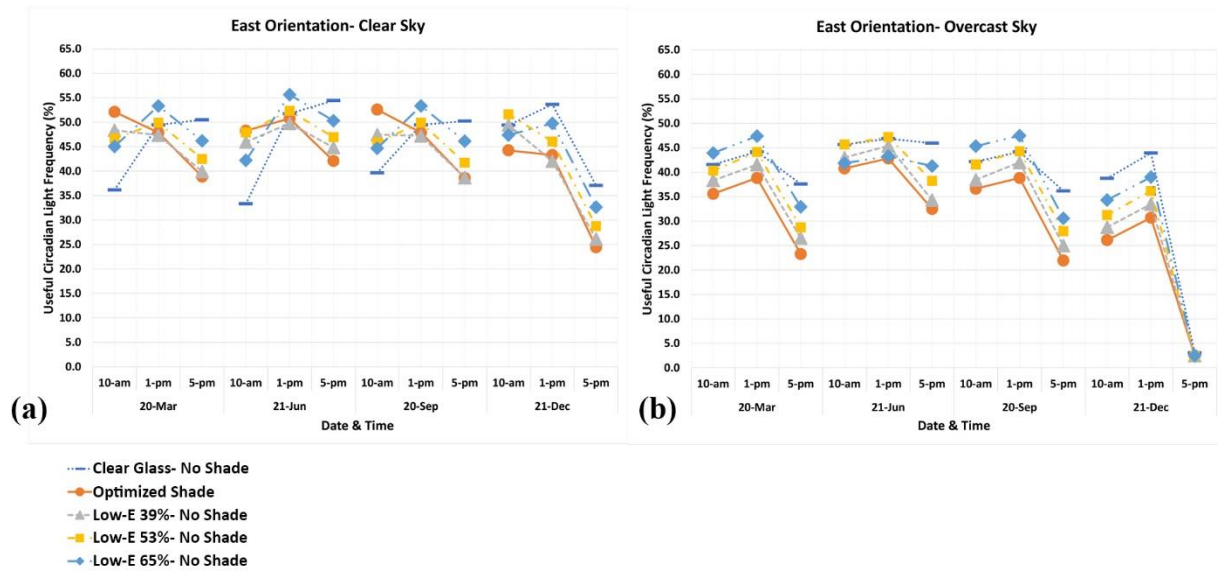 East Orientation- Clear Sky
Useful Circadian Light Frequency (%)
65.0
60.0
55.0
50.0
45.0
40.0
35.0
30.0
25.0
20.0
15.0
10.0
5.0
0.0
10-am 1-pm 5-pm 10-am 1-pm 5-pm 10-am 1-pm 5-pm 10-am 1-pm 5-pm
20-Mar 21-Jun 20-Sep 21-Dec
Date & Time
(a)
East Orientation- Overcast Sky
Useful Circadian Light Frequency (%)
65.0
60.0
55.0
50.0
45.0
40.0
35.0
30.0
25.0
20.0
15.0
10.0
5.0
0.0
10-am 1-pm 5-pm 10-am 1-pm 5-pm 10-am 1-pm 5-pm 10-am 1-pm 5-pm
20-Mar 21-Jun 20-Sep 21-Dec
Date & Time
(b)
Clear Glass- No Shade
Optimized Shade
Low-E 39%- No Shade
Low-E 53%- No Shade
Low-E 65%- No Shade